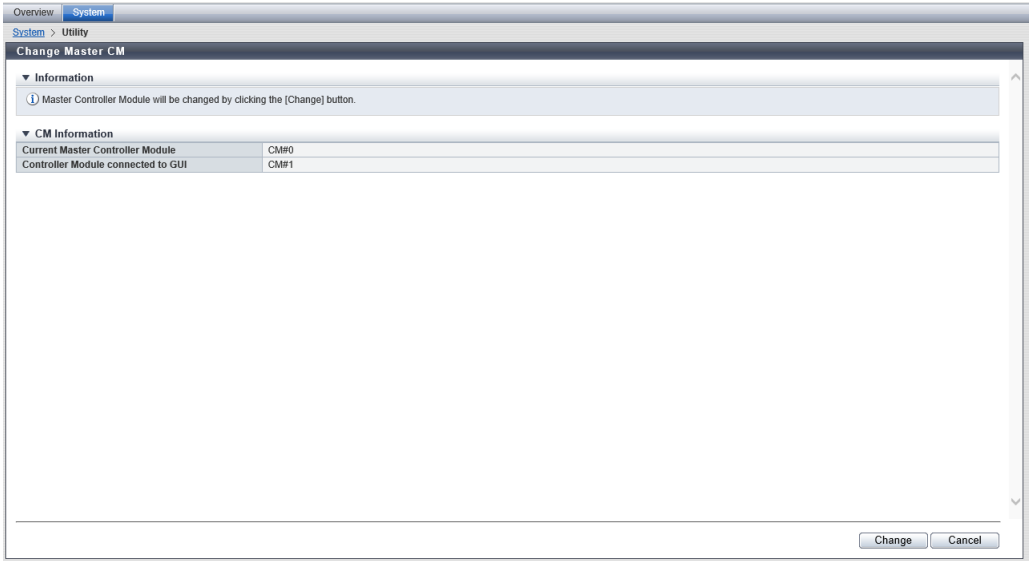 Overview System
System > Utility
Change Master CM
Information
Master Controller Module will be changed by clicking the [Change] button.
CM Information
Current Master Controller Module CM#0
Controller Module connected to GUI CM#1
Change Cancel